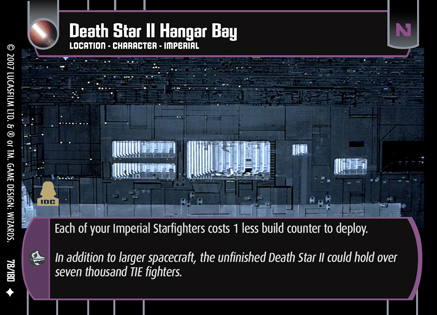 Death Star II Hangar Bay
LOCATION - CHARACTER - IMPERIAL
N
© 2007 LUCASFILM LTD. & ® or TM. GAME DESIGN: WIZARDS.
IDC
Each of your Imperial Starfighters costs 1 less build counter to deploy.
In addition to larger spacecraft, the unfinished Death Star II could hold over
seven thousand TIE fighters.
78/180